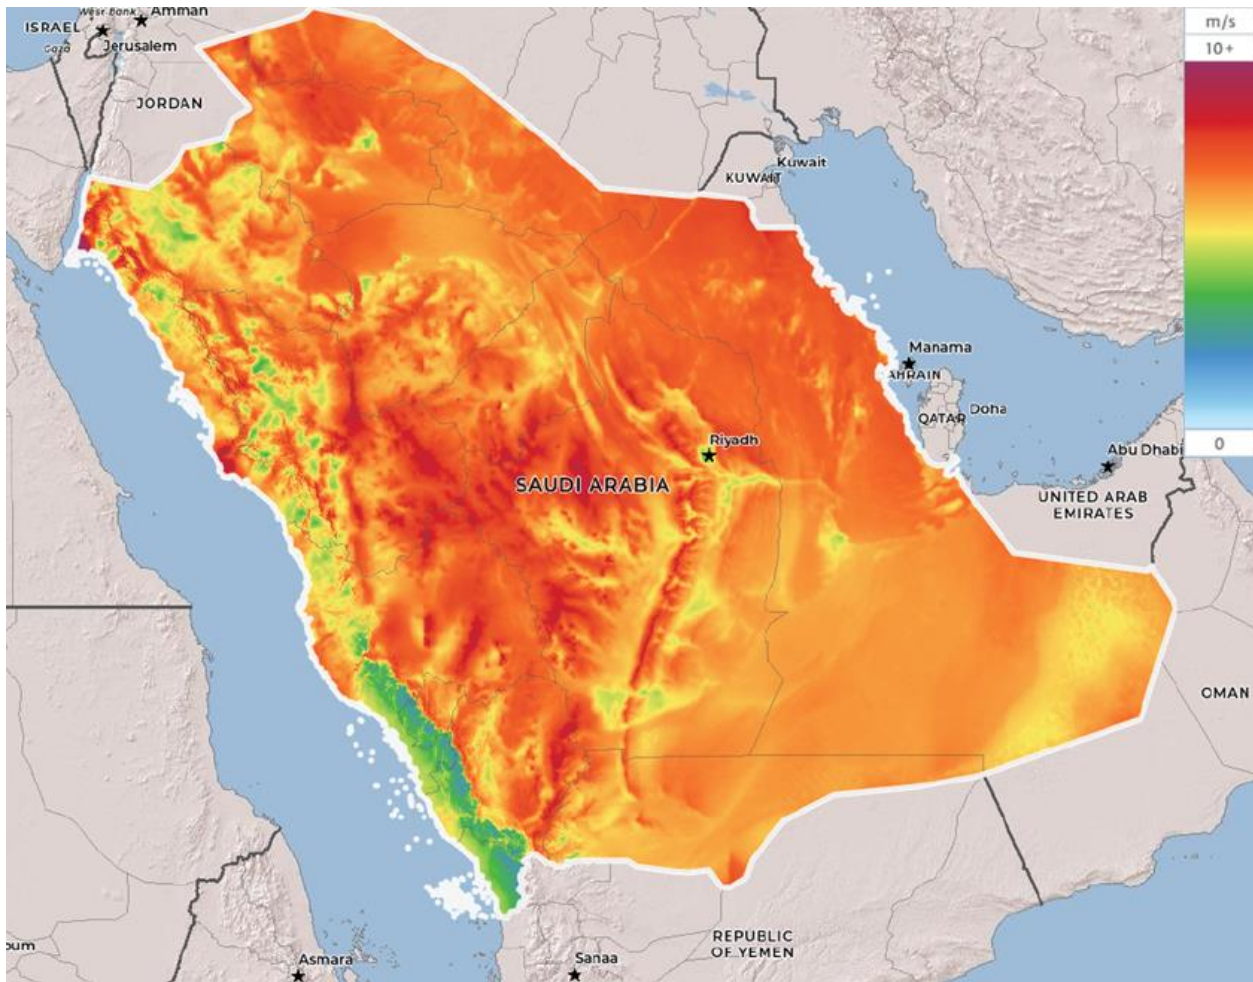 West Bank
Amman
ISRAEL
Gaza
Jerusalem
JORDAN
m/s
10+
Kuwait
KUWAIT
Manama
AHRAIN
QATAR
Doha
Riyadh
0
Abu Dhabi
SAUDI ARABIA
UNITED ARAB
EMIRATES
OMAN
REPUBLIC
OF YEMEN
oum
Asmara
Sanaa